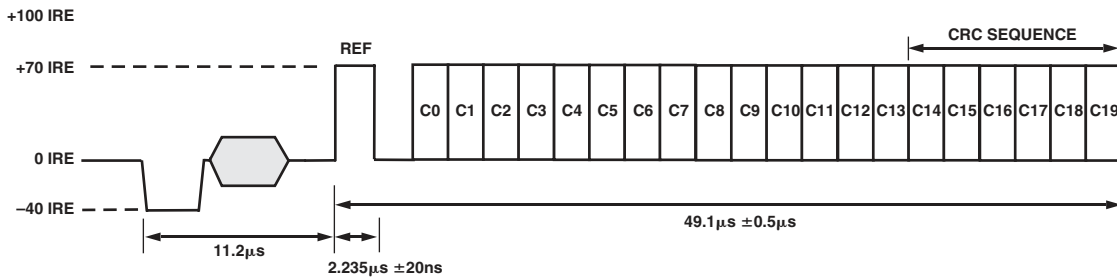 +100 IRE
REF
CRC SEQUENCE
+70 IRE
C0 C1 C2 C3 C4 C5 C6 C7 C8 C9 C10 C11 C12 C13 C14 C15 C16 C17 C18 C19
0 IRE
–40 IRE
49.1µs ±0.5µs
11.2µs
2.235µs ±20ns